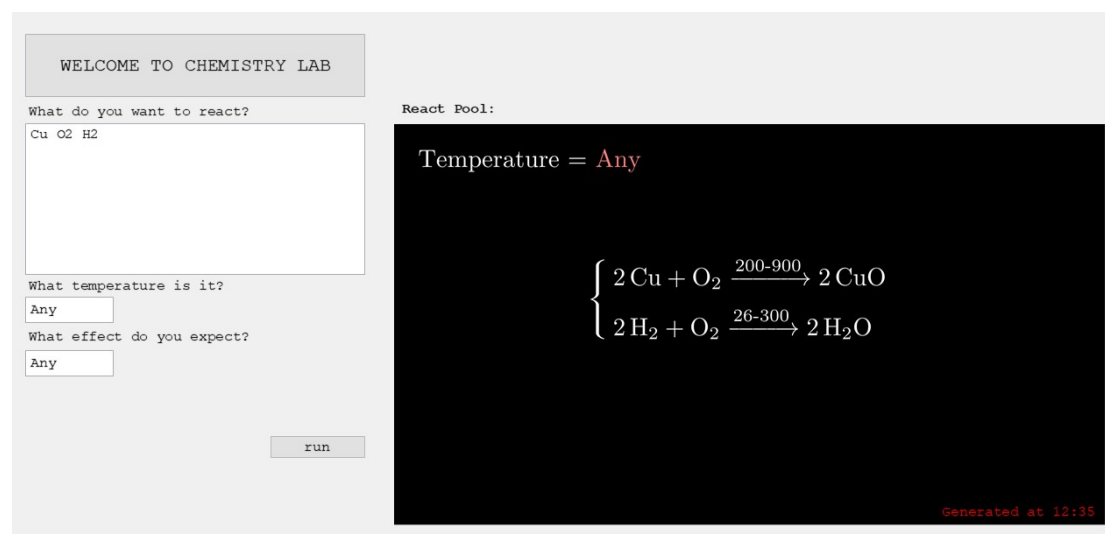 WELCOME TO CHEMISTRY LAB
What do you want to react?
Cu O2 H2
What temperature is it?
Any
What effect do you expect?
Any
run
React Pool:
Temperature = Any
2 Cu + O₂ 200-900 → 2 CuO
2 H₂ + O₂ 26-300 → 2 H₂O
Generated at 12:35